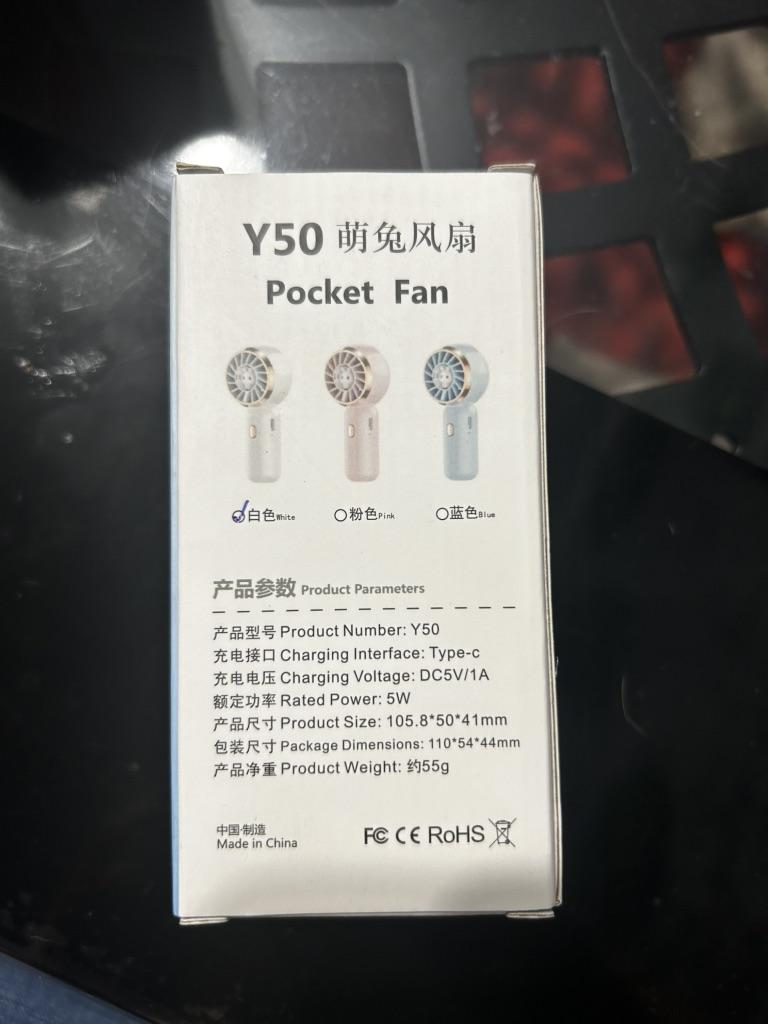 Y50 萌兔风扇
Pocket Fan
白色White 粉色Pink 蓝色Blue
产品参数 Product Parameters
产品型号 Product Number: Y50
充电接口 Charging Interface: Type-c
充电电压 Charging Voltage: DC5V/1A
额定功率 Rated Power: 5W
产品尺寸 Product Size: 105.8*50*41mm
包装尺寸 Package Dimensions: 110*54*44mm
产品净重 Product Weight: 约55g
中国·制造
Made in China
FC CE RoHS